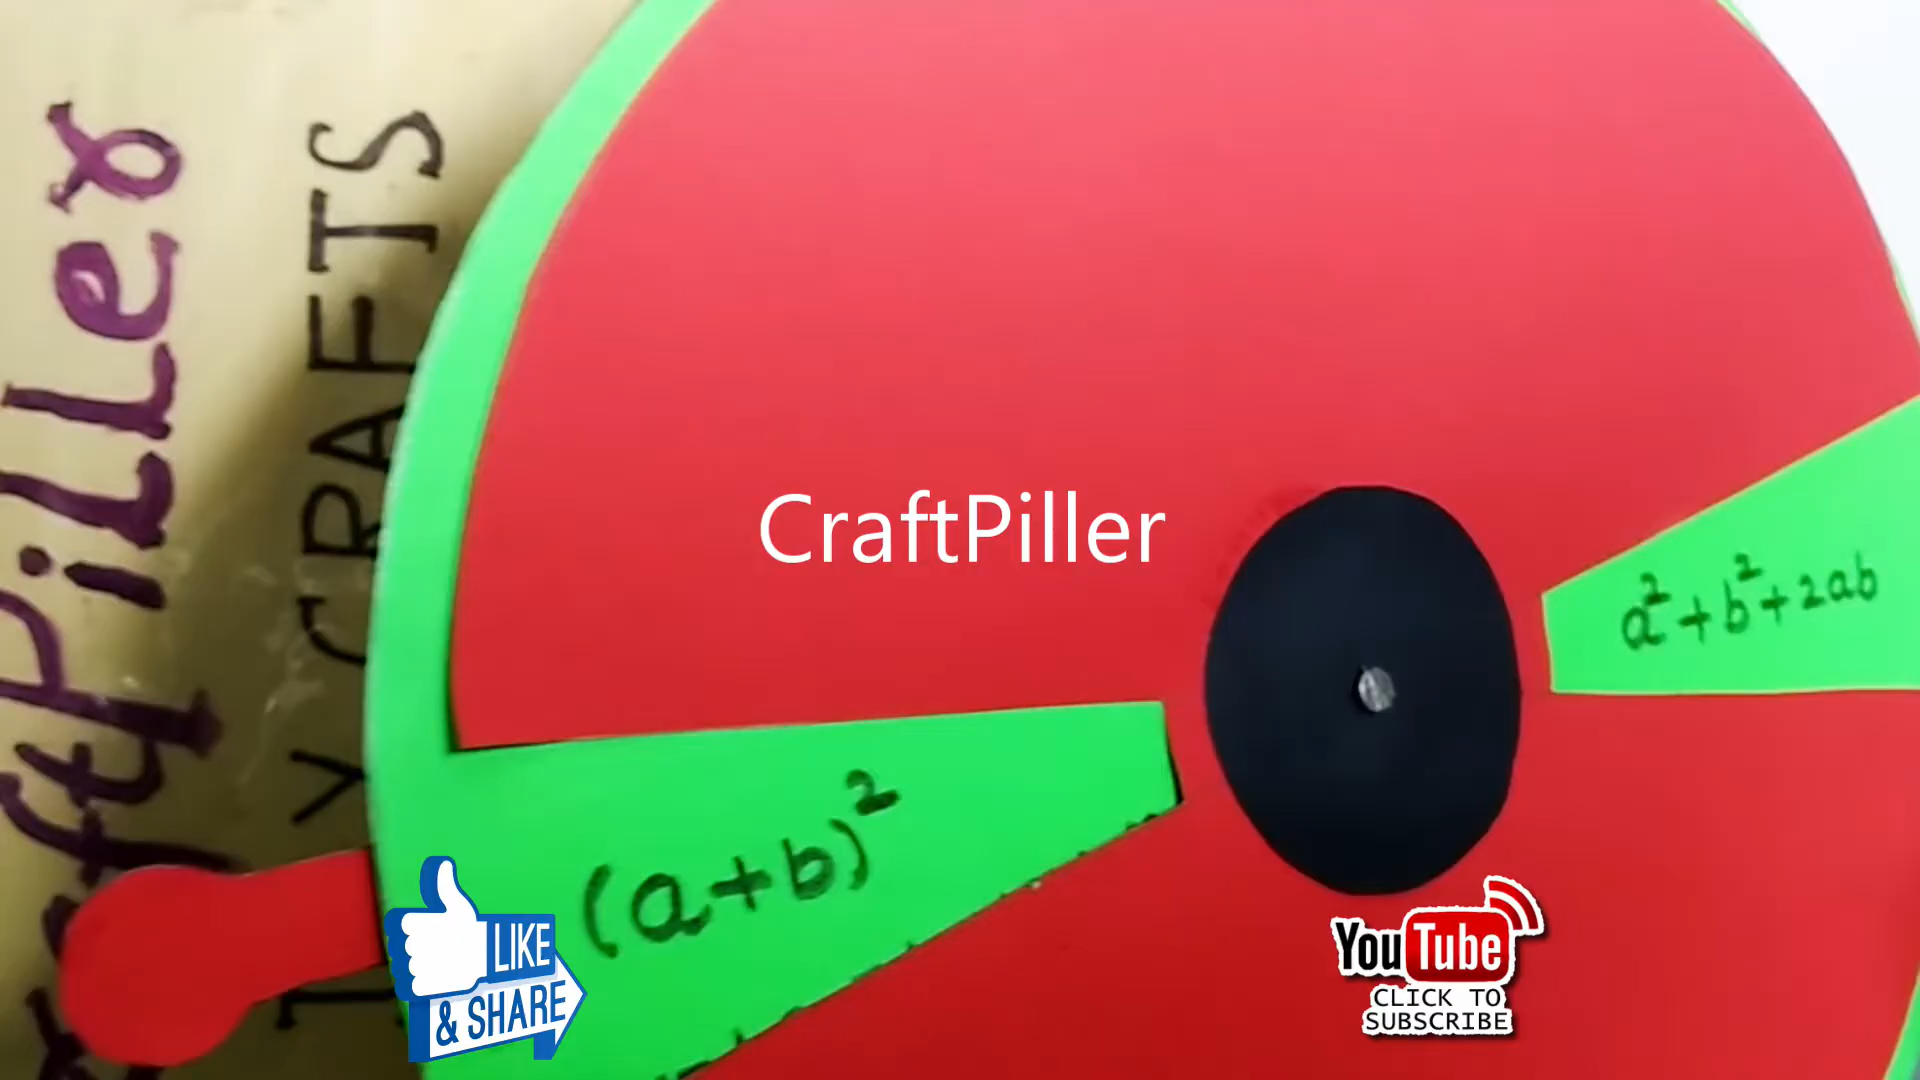 CraftPiller
(a+b)²
a²+b²+2ab
LIKE
& SHARE
YouTube
CLICK TO
SUBSCRIBE
CRAFTS